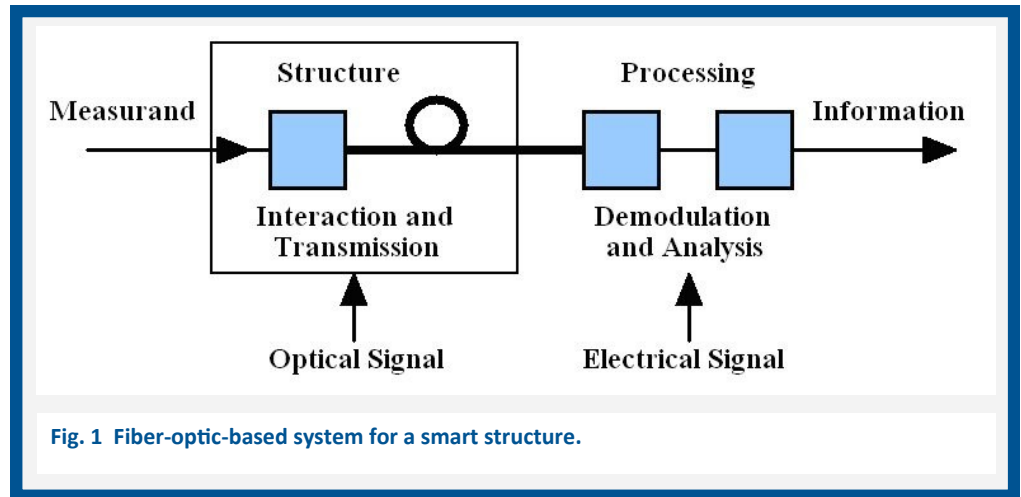 Structure
Processing
Measurand
Information
Interaction and
Transmission
Demodulation
and Analysis
Optical Signal
Electrical Signal
Fig. 1 Fiber-optic-based system for a smart structure.